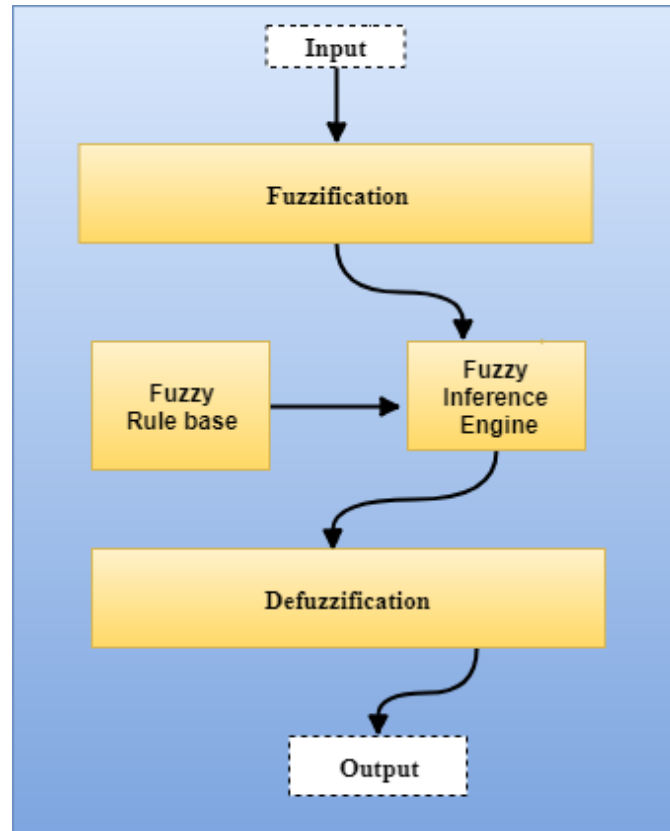 Input
Fuzzification
Fuzzy
Rule base
Fuzzy
Inference
Engine
Defuzzification
Output